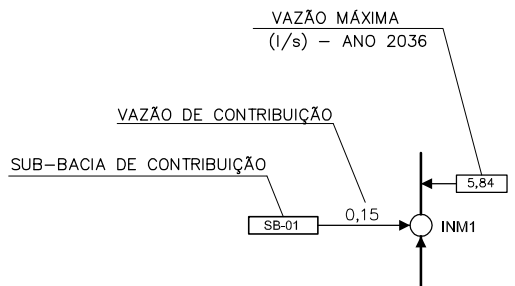 VAZÃO MÁXIMA
(l/s) – ANO 2036
VAZÃO DE CONTRIBUIÇÃO
SUB–BACIA DE CONTRIBUIÇÃO
5,84
0,15
SB-01
INM1